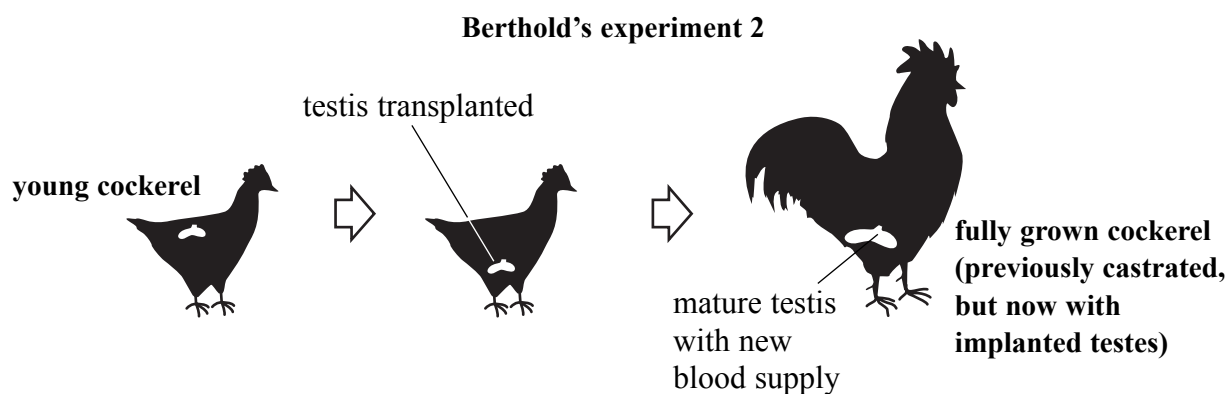 Berthold’s experiment 2
testis transplanted
young cockerel
mature testis
with new
blood supply
fully grown cockerel
(previously castrated,
but now with
implanted testes)